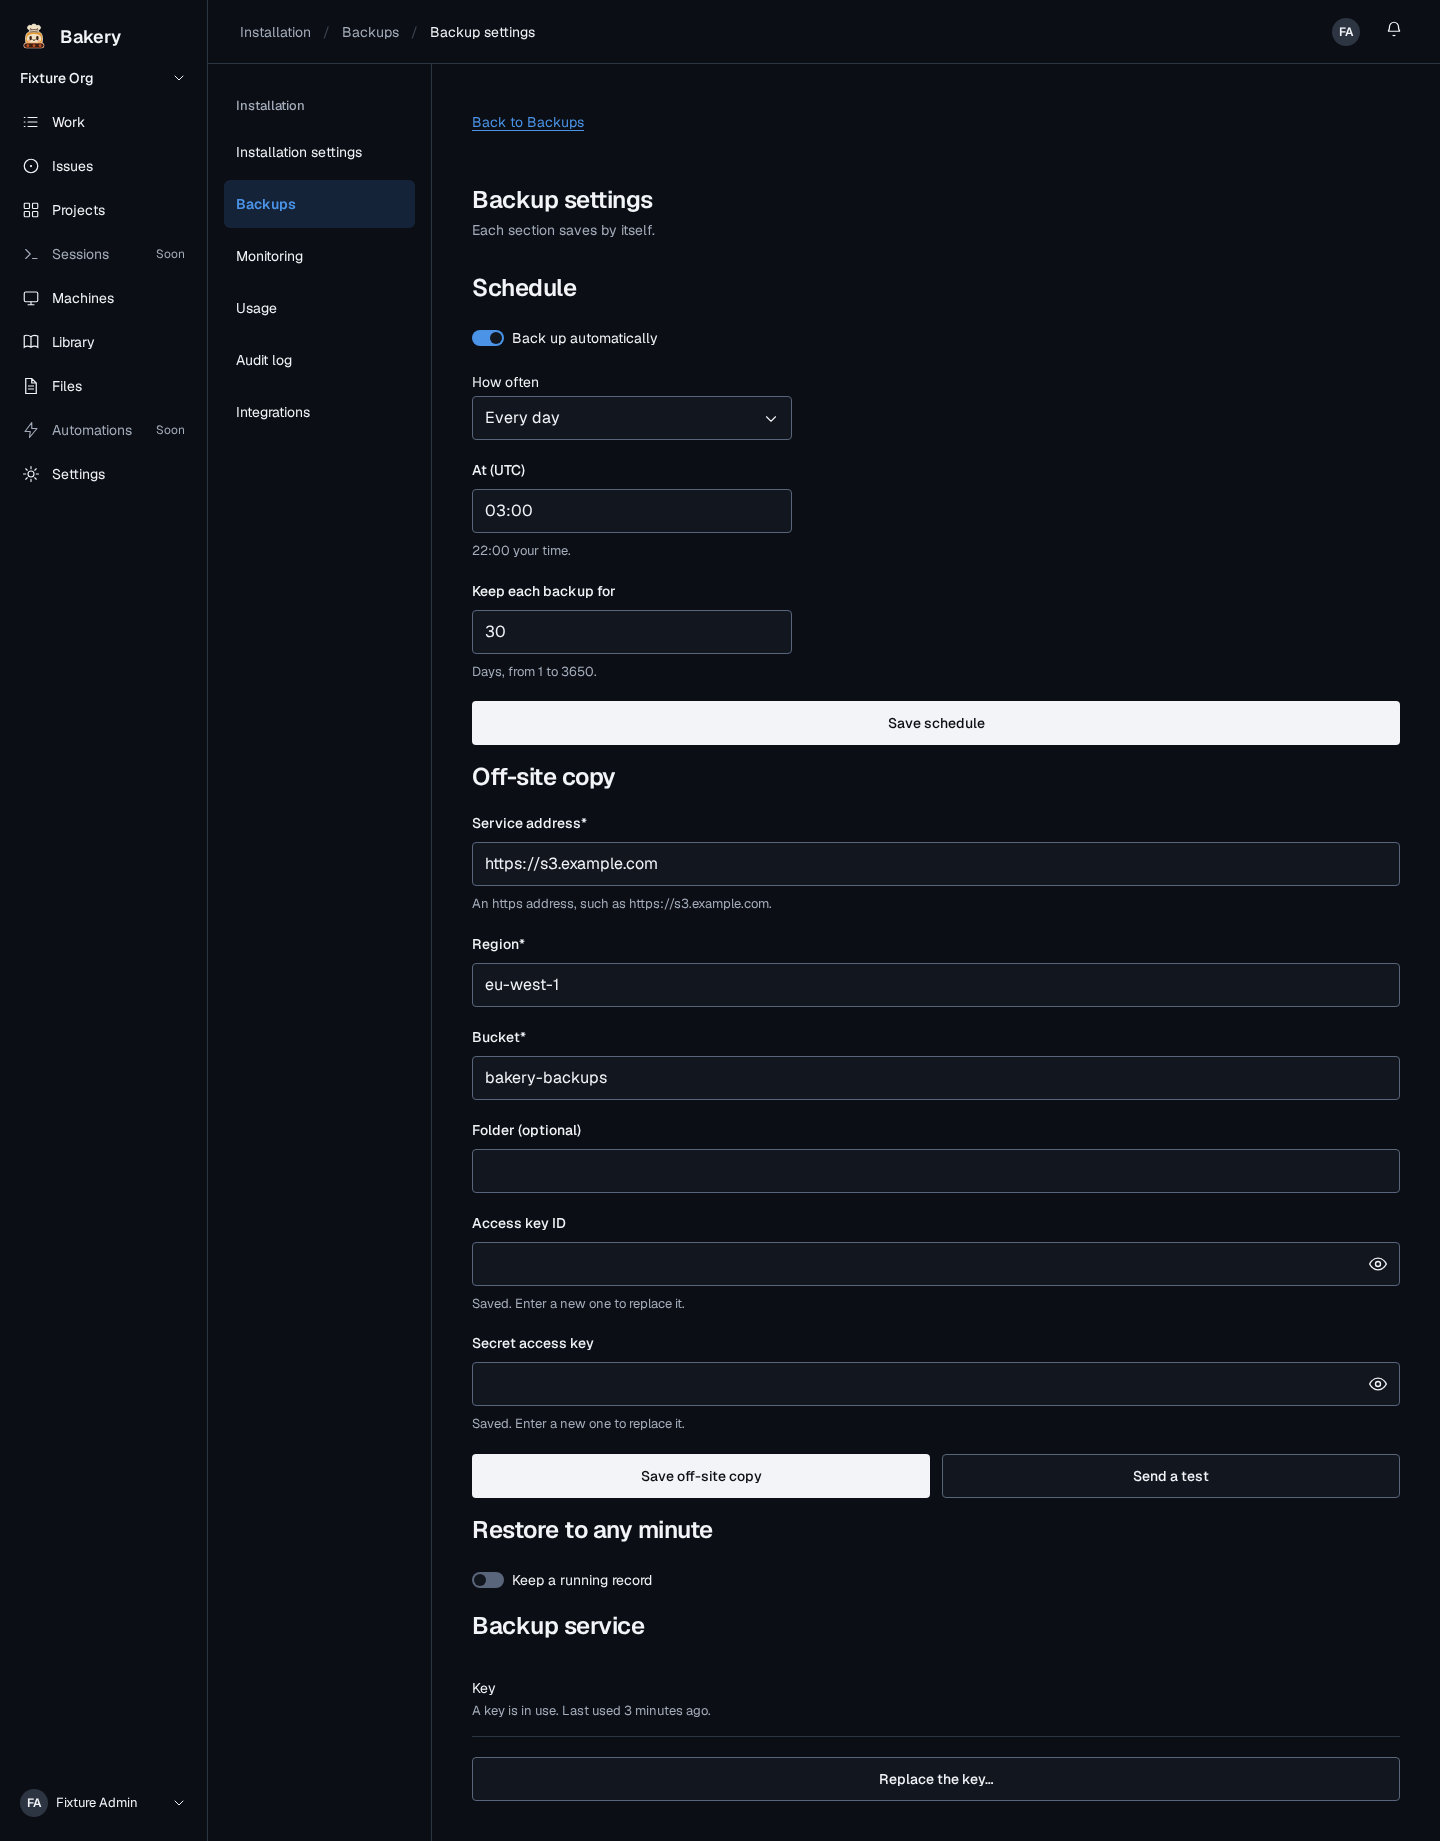 Bakery
Fixture Org
Work
Issues
Projects
Sessions Soon
Machines
Library
Files
Automations Soon
Settings
FA Fixture Admin
Installation / Backups / Backup settings
FA
Installation
Installation settings
Backups
Monitoring
Usage
Audit log
Integrations
Back to Backups
Backup settings
Each section saves by itself.
Schedule
Back up automatically
How often
Every day
At (UTC)
03:00
22:00 your time.
Keep each backup for
30
Days, from 1 to 3650.
Save schedule
Off-site copy
Service address*
https://s3.example.com
An https address, such as https://s3.example.com.
Region*
eu-west-1
Bucket*
bakery-backups
Folder (optional)
Access key ID
Saved. Enter a new one to replace it.
Secret access key
Saved. Enter a new one to replace it.
Save off-site copy Send a test
Restore to any minute
Keep a running record
Backup service
Key
A key is in use. Last used 3 minutes ago.
Replace the key...